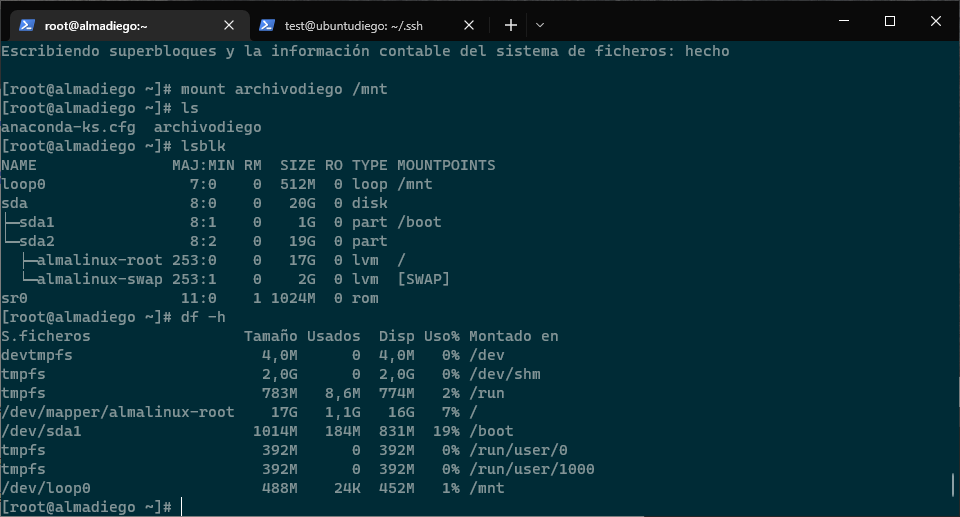 root@almadiego:~ test@ubuntudiego: ~/.ssh
Escribiendo superbloques y la información contable del sistema de ficheros: hecho
[root@almadiego ~]# mount archivodiego /mnt
[root@almadiego ~]# ls
anaconda-ks.cfg  archivodiego
[root@almadiego ~]# lsblk
NAME               MAJ:MIN RM  SIZE RO TYPE MOUNTPOINTS
loop0                7:0    0  512M  0 loop /mnt
sda                  8:0    0   20G  0 disk
├─sda1               8:1    0    1G  0 part /boot
└─sda2               8:2    0   19G  0 part
  ├─almalinux-root 253:0    0   17G  0 lvm  /
  └─almalinux-swap 253:1    0    2G  0 lvm  [SWAP]
sr0                 11:0    1 1024M  0 rom
[root@almadiego ~]# df -h
S.ficheros                 Tamaño Usados  Disp Uso% Montado en
devtmpfs                     4,0M      0  4,0M   0% /dev
tmpfs                        2,0G      0  2,0G   0% /dev/shm
tmpfs                        783M   8,6M  774M   2% /run
/dev/mapper/almalinux-root    17G   1,1G   16G   7% /
/dev/sda1                   1014M   184M  831M  19% /boot
tmpfs                        392M      0  392M   0% /run/user/0
tmpfs                        392M      0  392M   0% /run/user/1000
/dev/loop0                   488M    24K  452M   1% /mnt
[root@almadiego ~]#